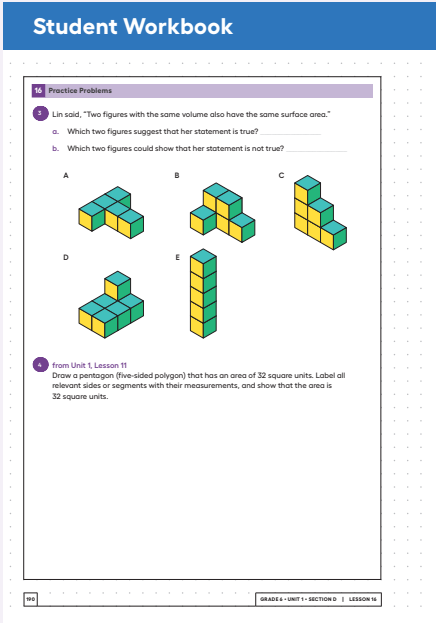 Student Workbook
16 Practice Problems
3 Lin said, “Two figures with the same volume also have the same surface area.”
a. Which two figures suggest that her statement is true?
b. Which two figures could show that her statement is not true?
A B C
D E
4 from Unit 1, Lesson 11
Draw a pentagon (five-sided polygon) that has an area of 32 square units. Label all
relevant sides or segments with their measurements, and show that the area is
32 square units.
190 GRADE 6 • UNIT 1 • SECTION D | LESSON 16